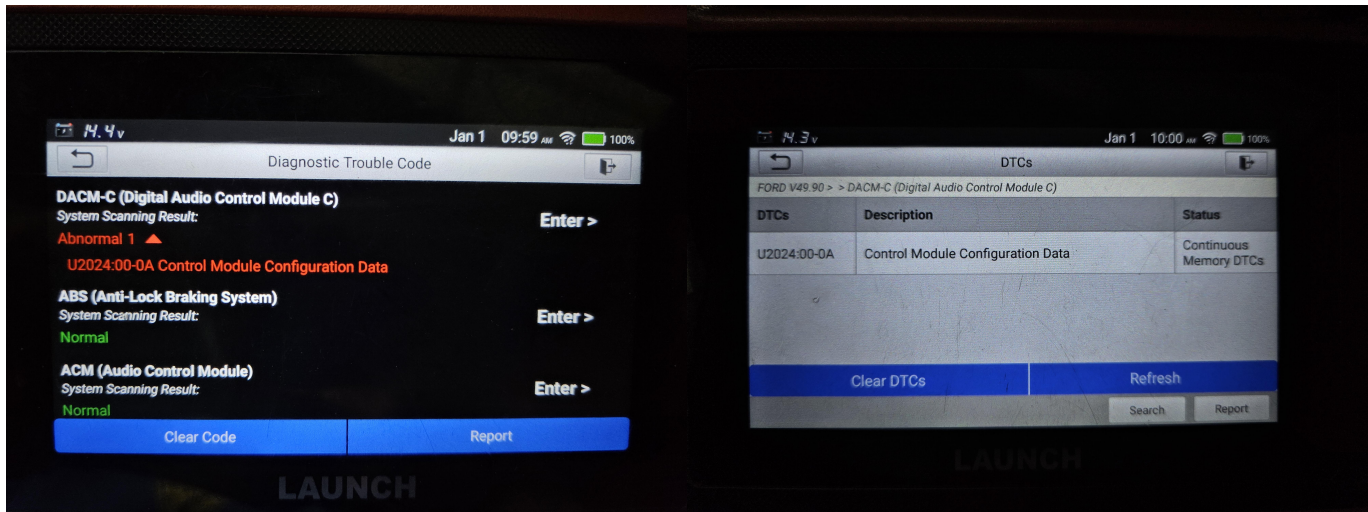 14.4v
Jan 1 09:59 AM 100%
Diagnostic Trouble Code
DACM-C (Digital Audio Control Module C)
System Scanning Result:
Enter >
Abnormal 1
U2024:00-0A Control Module Configuration Data
ABS (Anti-Lock Braking System)
System Scanning Result:
Enter >
Normal
ACM (Audio Control Module)
System Scanning Result:
Enter >
Normal
Clear Code Report
LAUNCH
14.3v
Jan 1 10:00 AM 100%
DTCs
FORD V49.90 > > DACM-C (Digital Audio Control Module C)
DTCs Description Status
U2024:00-0A Control Module Configuration Data Continuous
Memory DTCs
Clear DTCs Refresh
Search Report
LAUNCH